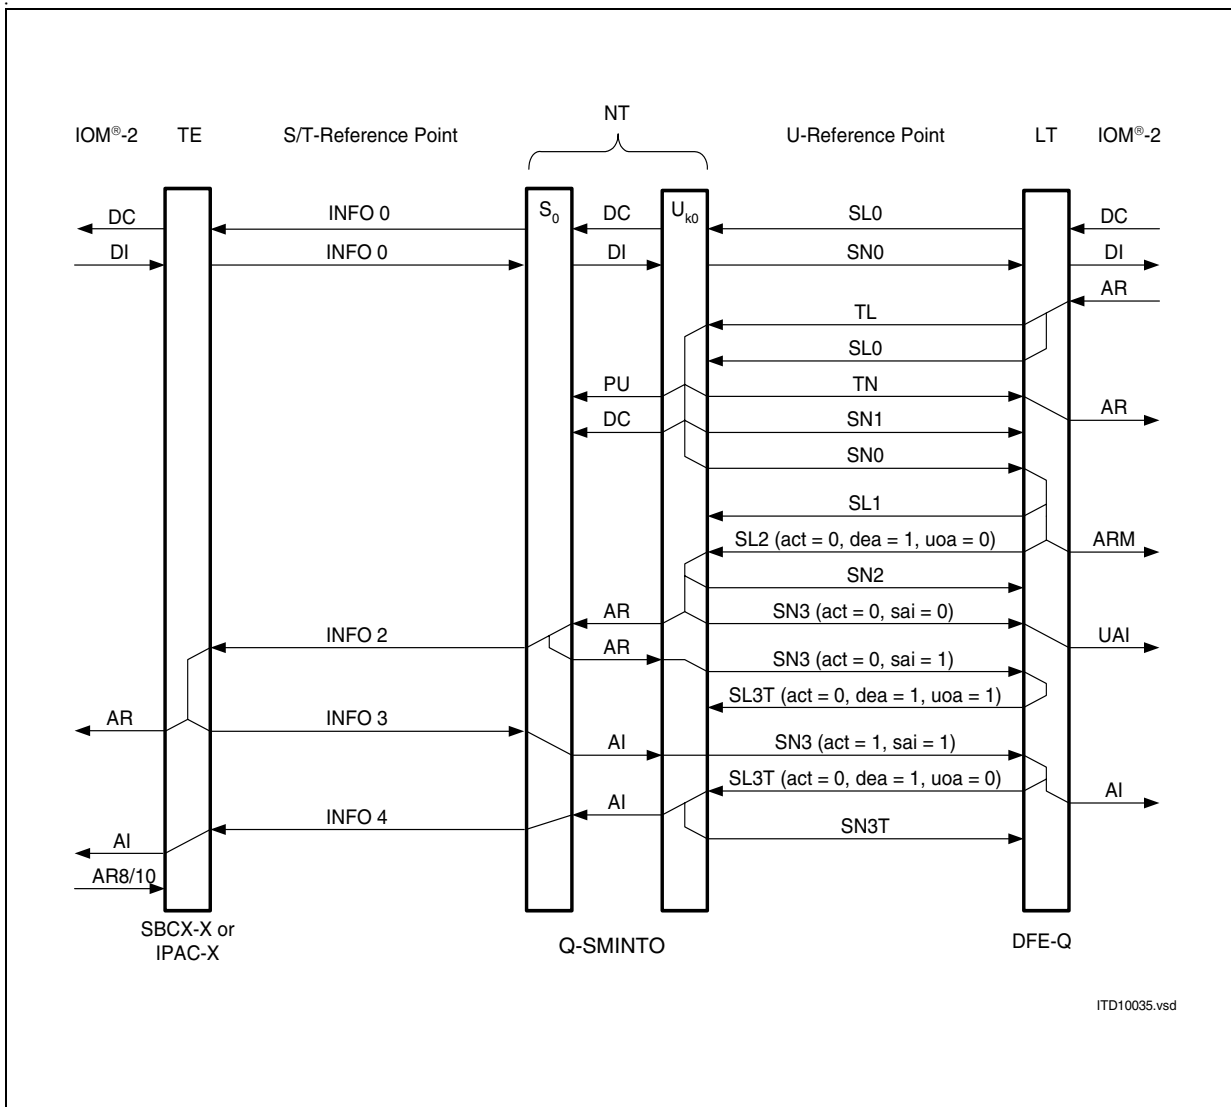 NT
IOM®-2 TE S/T-Reference Point U-Reference Point LT IOM®-2
S0 Uk0
DC INFO 0 DC SL0 DC
DI INFO 0 DI SN0 DI
AR
TL
SL0
PU TN AR
DC SN1
SN0
SL1
SL2 (act = 0, dea = 1, uoa = 0) ARM
SN2
AR SN3 (act = 0, sai = 0)
INFO 2 UAI
AR SN3 (act = 0, sai = 1)
SL3T (act = 0, dea = 1, uoa = 1)
AR INFO 3
AI SN3 (act = 1, sai = 1)
SL3T (act = 0, dea = 1, uoa = 0) AI
AI
INFO 4 SN3T
AI
AR8/10
SBCX-X or
IPAC-X
Q-SMINTO
DFE-Q
ITD10035.vsd